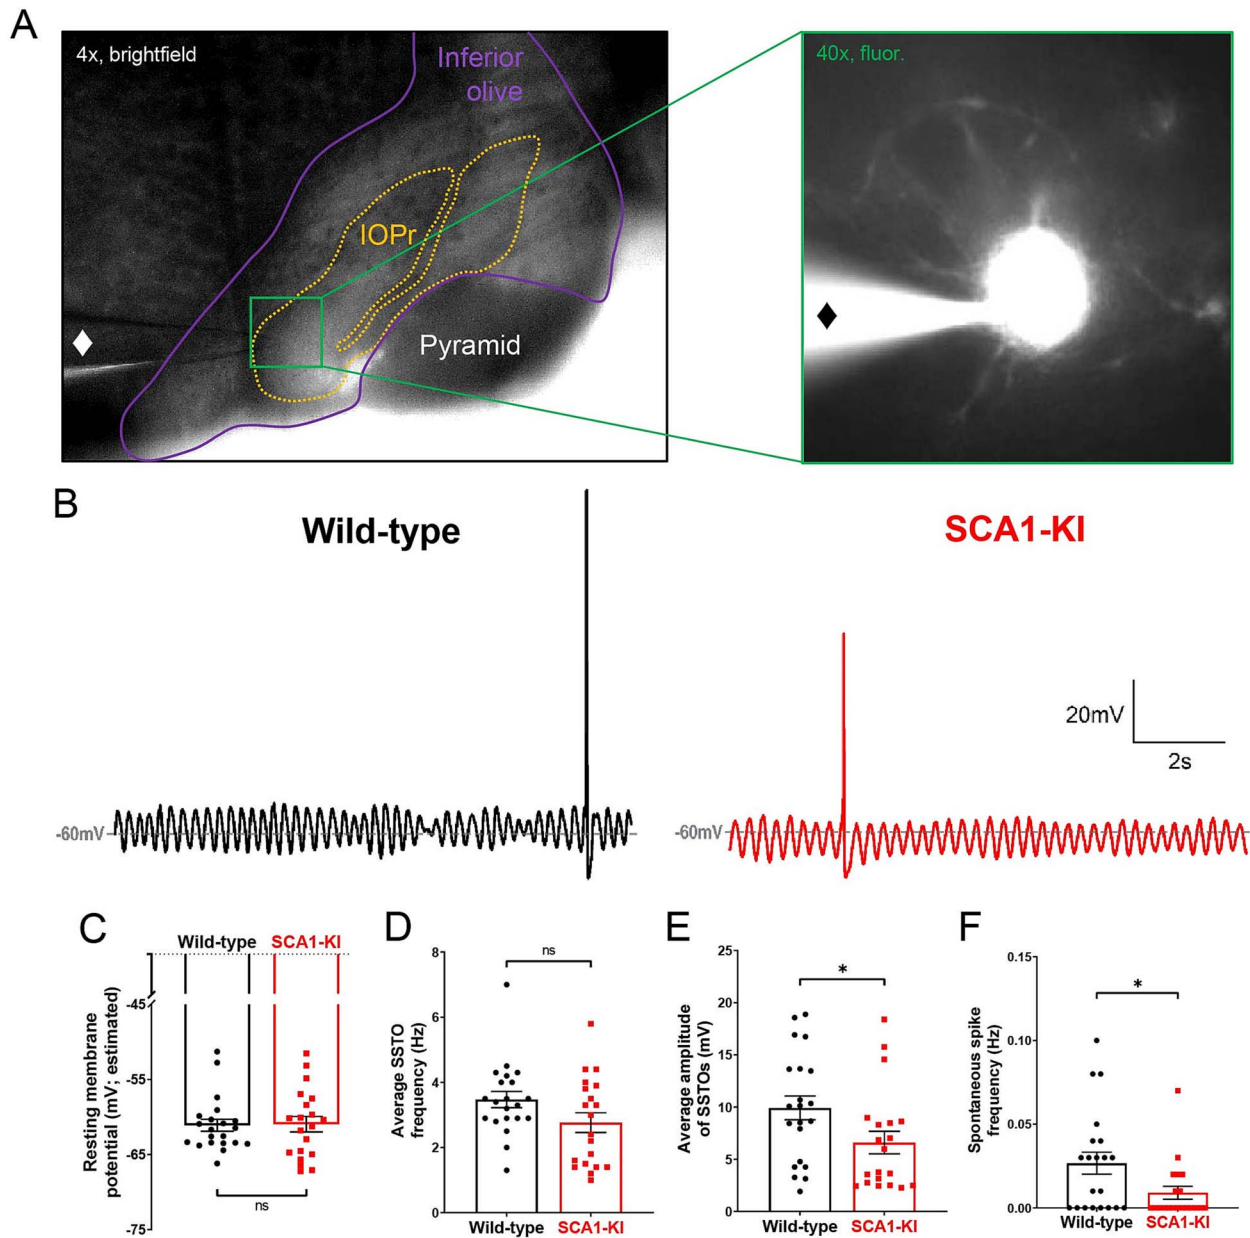 A
4x, brightfield
Inferior
olive
IOPr
Pyramid
40x, fluor.
B
Wild-type
SCA1-KI
20mV
2s
-60mV
-60mV
C
Wild-type SCA1-KI
Resting membrane
potential (mV; estimated)
-45
-55
-65
-75
ns
D
Average SSTO
frequency (Hz)
8
6
4
2
0
ns
Wild-type SCA1-KI
E
Average amplitude
of SSTOs (mV)
25
20
15
10
5
0
*
Wild-type SCA1-KI
F
Spontaneous spike
frequency (Hz)
0.15
0.10
0.05
0.00
*
Wild-type SCA1-KI